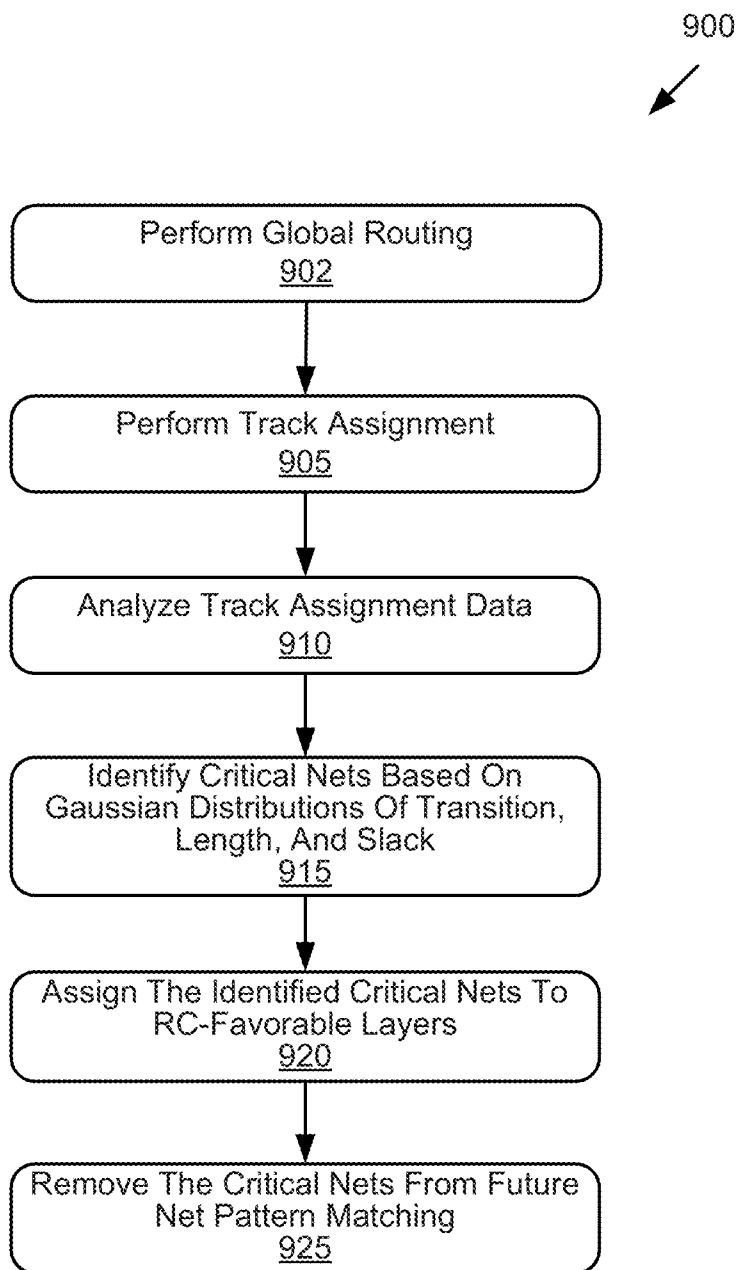 900
Perform Global Routing
902
Perform Track Assignment
905
Analyze Track Assignment Data
910
Identify Critical Nets Based On
Gaussian Distributions Of Transition,
Length, And Slack
915
Assign The Identified Critical Nets To
RC-Favorable Layers
920
Remove The Critical Nets From Future
Net Pattern Matching
925